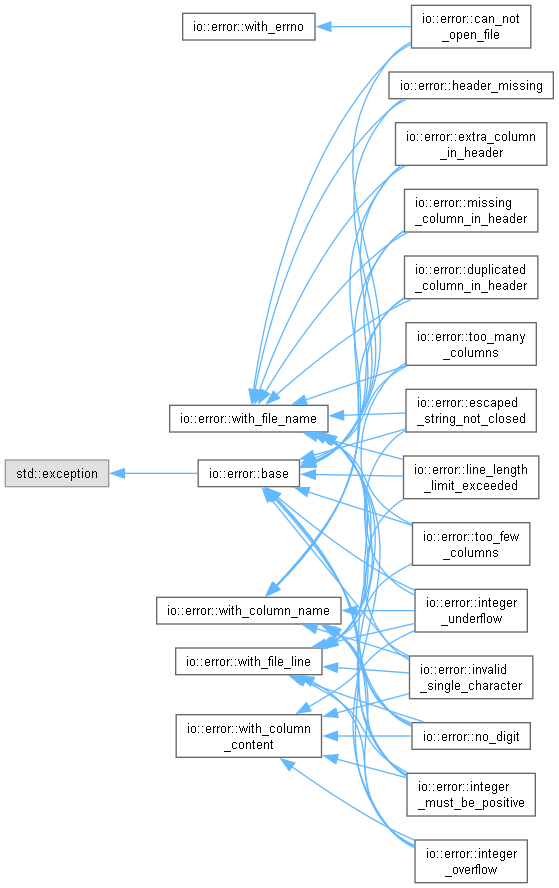 io::error::with_errno
io::error::can_not
_open_file
io::error::header_missing
io::error::extra_column
_in_header
io::error::missing
_column_in_header
io::error::duplicated
_column_in_header
io::error::too_many
_columns
io::error::with_file_name
io::error::escaped
_string_not_closed
std::exception
io::error::base
io::error::line_length
_limit_exceeded
io::error::too_few
_columns
io::error::with_column_name
io::error::integer
_underflow
io::error::with_file_line
io::error::invalid
_single_character
io::error::with_column
_content
io::error::no_digit
io::error::integer
_must_be_positive
io::error::integer
_overflow